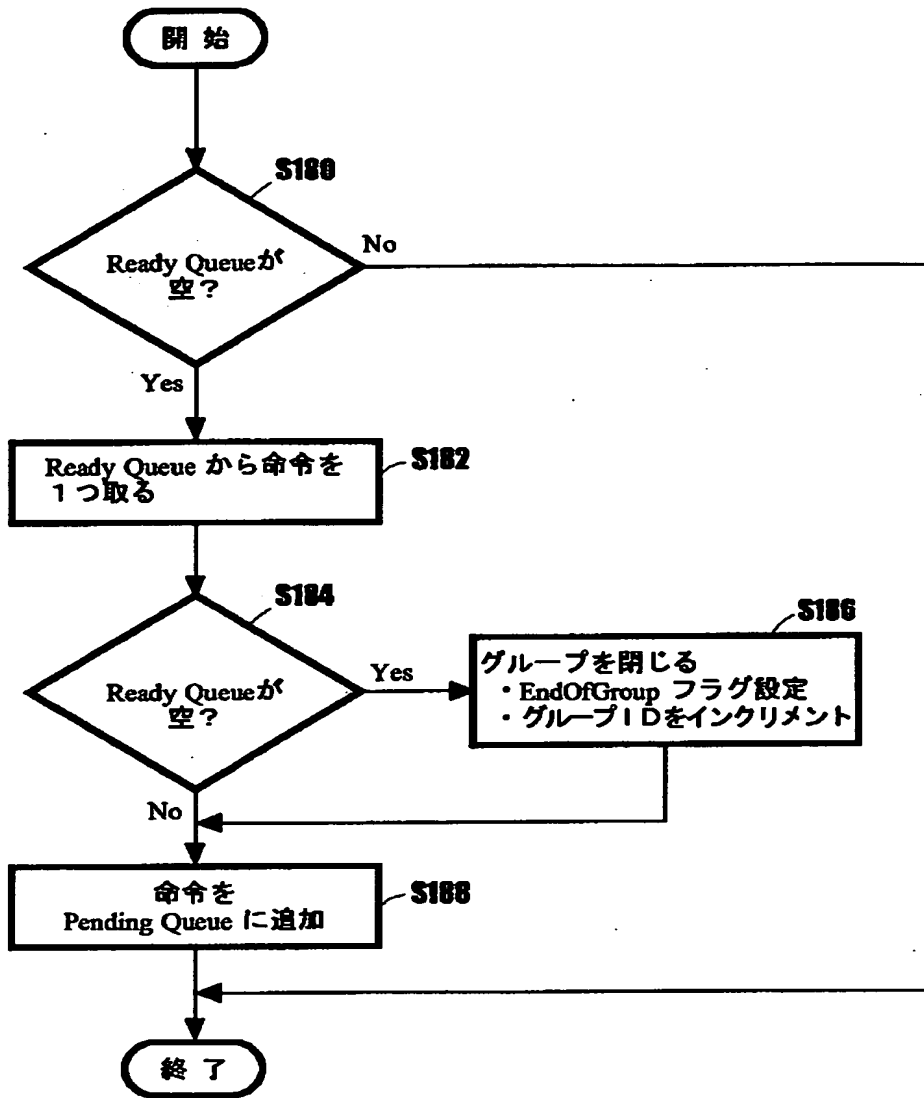 開始
S180
Ready Queueが
空?
No
Yes
Ready Queue から命令を
1つ取る
S182
S184
Ready Queueが
空?
Yes
No
S186
グループを閉じる
・EndOfGroup フラグ設定
・グループIDをインクリメント
命令を
Pending Queue に追加
S188
終了